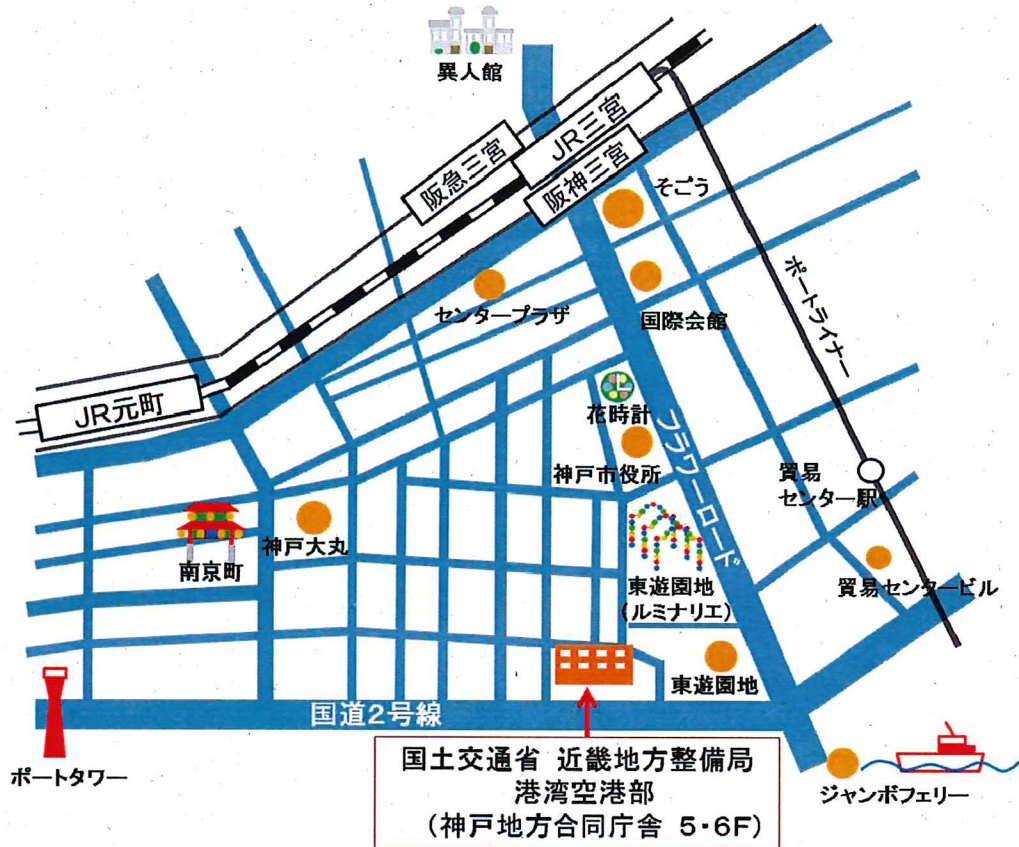 異人館
JR三宮
阪急三宮
阪神三宮
そごう
ポートライナー
センタープラザ
国際会館
JR元町
花時計
フラワーロード
神戸市役所
貿易
センター駅
神戸大丸
南京町
東遊園地
(ルミナリエ)
貿易センタービル
東遊園地
国道2号線
ポートタワー
国土交通省 近畿地方整備局
港湾空港部
(神戸地方合同庁舎 5・6F)
ジャンボフェリー